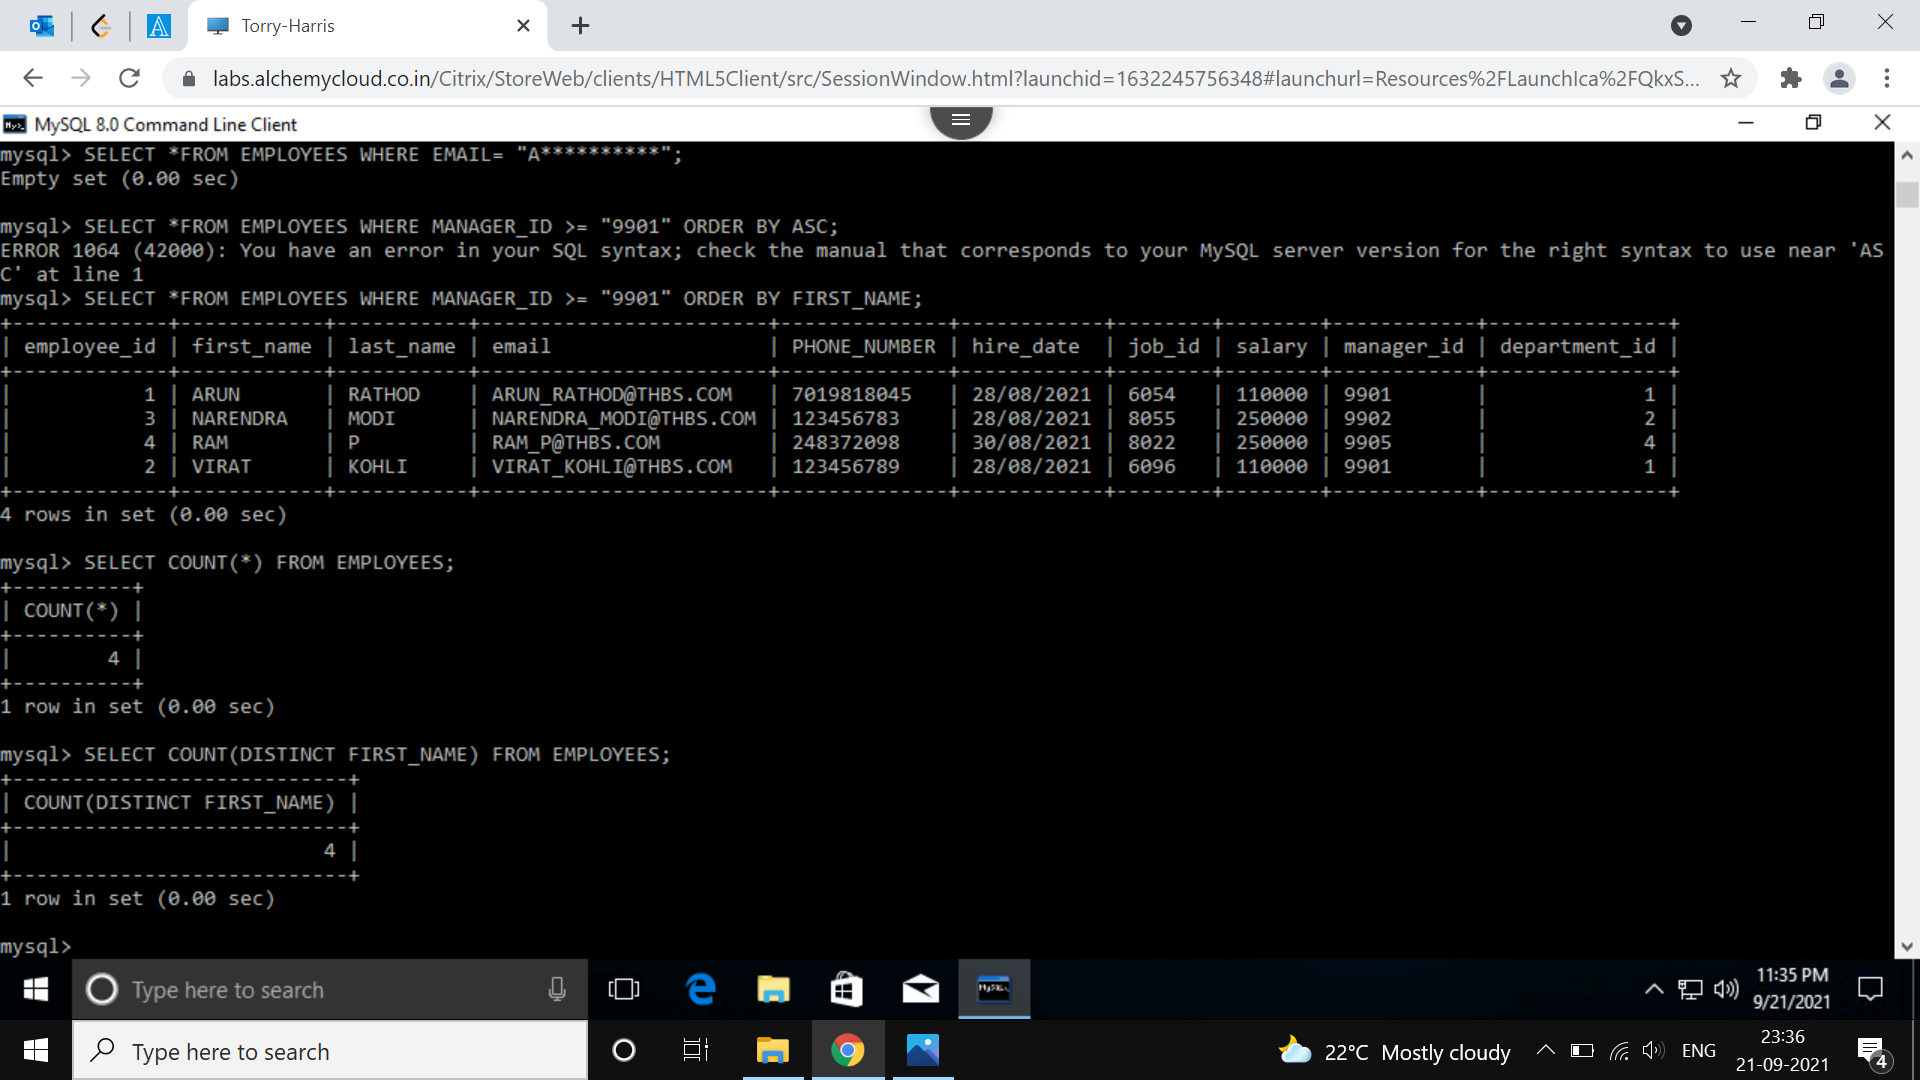 Torry-Harris
labs.alchemycloud.co.in/Citrix/StoreWeb/clients/HTML5Client/src/SessionWindow.html?launchid=1632245756348#launchurl=Resources%2FLaunchIca%2FQkxS...
MySQL 8.0 Command Line Client
mysql> SELECT *FROM EMPLOYEES WHERE EMAIL= "A**********";
Empty set (0.00 sec)
mysql> SELECT *FROM EMPLOYEES WHERE MANAGER_ID >= "9901" ORDER BY ASC;
ERROR 1064 (42000): You have an error in your SQL syntax; check the manual that corresponds to your MySQL server version for the right syntax to use near 'AS
C' at line 1
mysql> SELECT *FROM EMPLOYEES WHERE MANAGER_ID >= "9901" ORDER BY FIRST_NAME;
+-------------+------------+-----------+------------------------+--------------+------------+--------+--------+------------+---------------+
| employee_id | first_name | last_name | email                  | PHONE_NUMBER | hire_date  | job_id | salary | manager_id | department_id |
+-------------+------------+-----------+------------------------+--------------+------------+--------+--------+------------+---------------+
|           1 | ARUN       | RATHOD    | ARUN_RATHOD@THBS.COM   | 7019818045   | 28/08/2021 | 6054   | 110000 | 9901       |             1 |
|           3 | NARENDRA   | MODI      | NARENDRA_MODI@THBS.COM | 123456783    | 28/08/2021 | 8055   | 250000 | 9902       |             2 |
|           4 | RAM        | P         | RAM_P@THBS.COM         | 248372098    | 30/08/2021 | 8022   | 250000 | 9905       |             4 |
|           2 | VIRAT      | KOHLI     | VIRAT_KOHLI@THBS.COM   | 123456789    | 28/08/2021 | 6096   | 110000 | 9901       |             1 |
+-------------+------------+-----------+------------------------+--------------+------------+--------+--------+------------+---------------+
4 rows in set (0.00 sec)
mysql> SELECT COUNT(*) FROM EMPLOYEES;
+----------+
| COUNT(*) |
+----------+
|        4 |
+----------+
1 row in set (0.00 sec)
mysql> SELECT COUNT(DISTINCT FIRST_NAME) FROM EMPLOYEES;
+----------------------------+
| COUNT(DISTINCT FIRST_NAME) |
+----------------------------+
|                          4 |
+----------------------------+
1 row in set (0.00 sec)
mysql>
Type here to search
11:35 PM
9/21/2021
Type here to search
22°C Mostly cloudy
ENG
23:36
21-09-2021
4